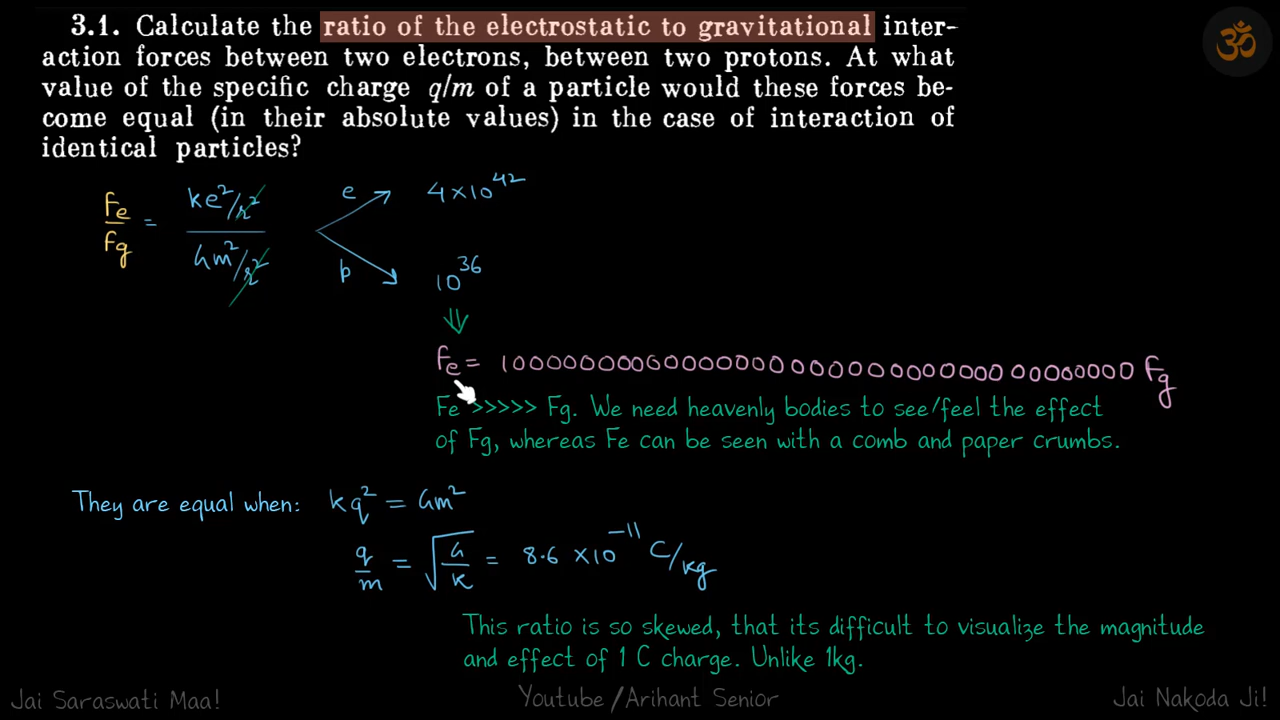 3.1. Calculate the ratio of the electrostatic to gravitational inter-
action forces between two electrons, between two protons. At what
value of the specific charge q/m of a particle would these forces be-
come equal (in their absolute values) in the case of interaction of
identical particles?
ॐ
Fe/Fg = (ke²/r²)/(Gm²/r²)
e 4×10⁴²
p 10³⁶
⇓
Fe = 1000000000000000000000000000000000000 Fg
Fe >>>>> Fg. We need heavenly bodies to see/feel the effect
of Fg, whereas Fe can be seen with a comb and paper crumbs.
They are equal when: kq² = Gm²
q/m = √(G/k) = 8.6 ×10⁻¹¹ C/kg
This ratio is so skewed, that its difficult to visualize the magnitude
and effect of 1 C charge. Unlike 1kg.
Jai Saraswati Maa! Youtube /Arihant Senior Jai Nakoda Ji!